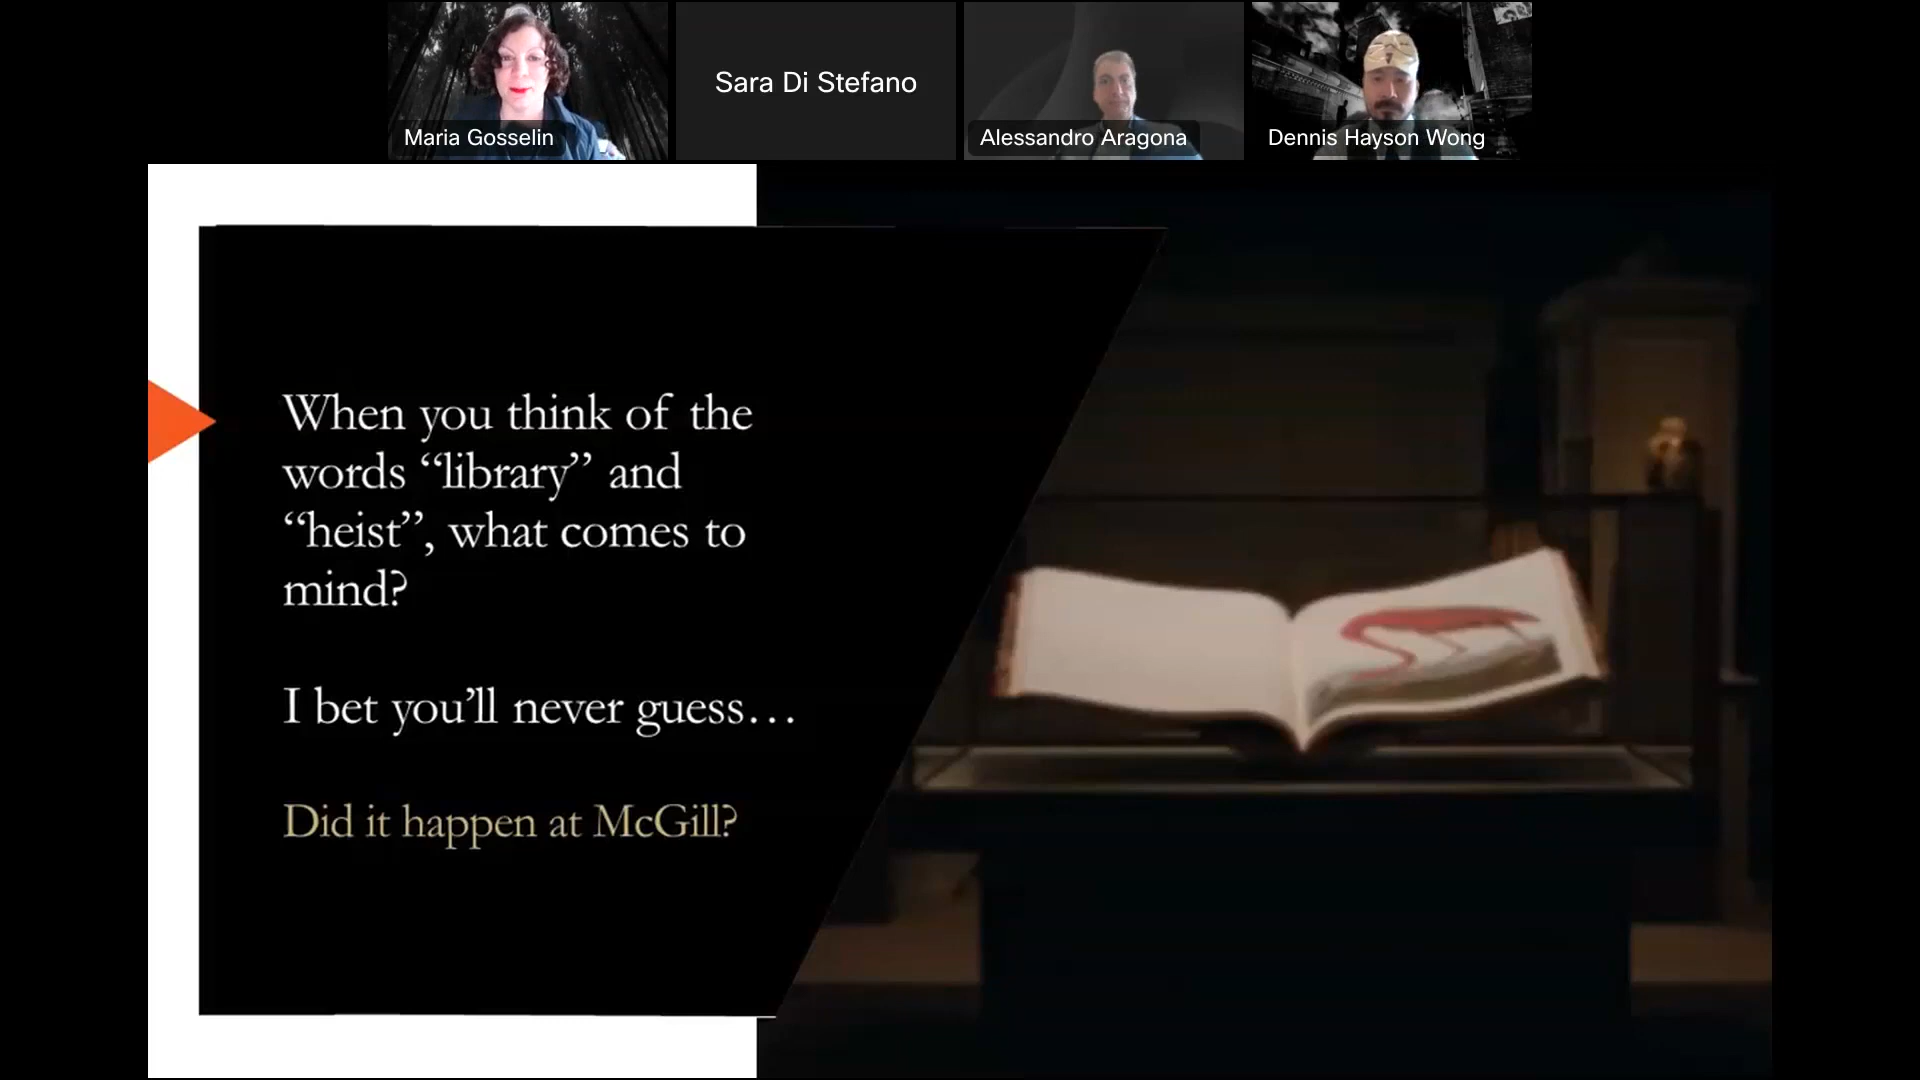 Maria Gosselin
Sara Di Stefano
Alessandro Aragona
Dennis Hayson Wong
When you think of the
words “library” and
“heist”, what comes to
mind?
I bet you’ll never guess…
Did it happen at McGill?